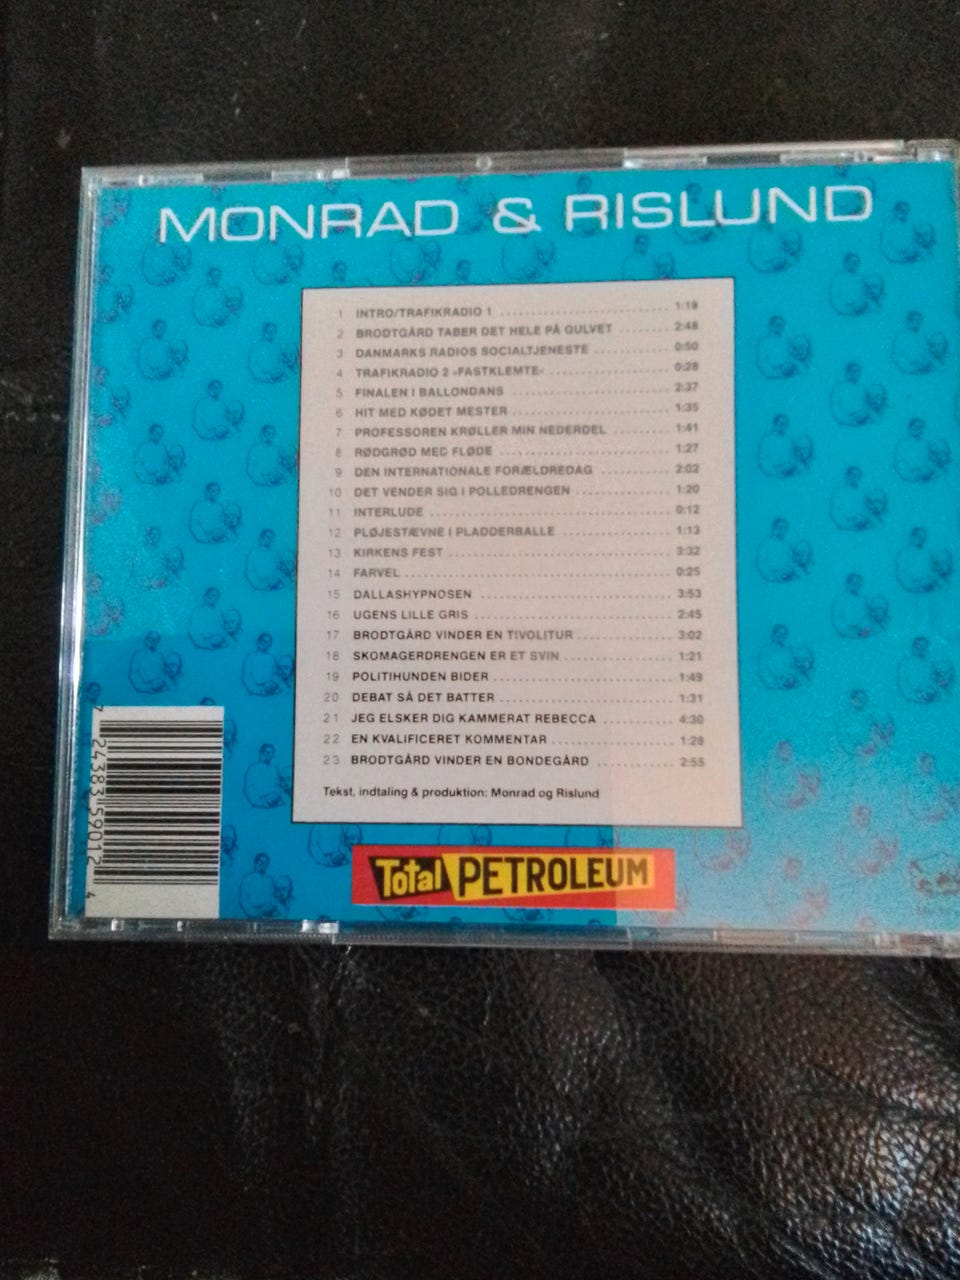 MONRAD & RISLUND
1 INTRO/TRAFIKRADIO 1 1:19
2 BRODTGÅRD TABER DET HELE PÅ GULVET 2:48
3 DANMARKS RADIOS SOCIALTJENESTE 0:50
4 TRAFIKRADIO 2 »FASTKLEMTE« 0:28
5 FINALEN I BALLONDANS 2:37
6 HIT MED KØDET MESTER 1:35
7 PROFESSOREN KRØLLER MIN NEDERDEL 1:41
8 RØDGRØD MED FLØDE 1:27
9 DEN INTERNATIONALE FORÆLDREDAG 2:02
10 DET VENDER SIG I POLLEDRENGEN 1:20
11 INTERLUDE 0:12
12 PLØJESTÆVNE I PLADDERBALLE 1:13
13 KIRKENS FEST 3:32
14 FARVEL 0:25
15 DALLASHYPNOSEN 3:53
16 UGENS LILLE GRIS 2:45
17 BRODTGÅRD VINDER EN TIVOLITUR 3:02
18 SKOMAGERDRENGEN ER ET SVIN 1:21
19 POLITIHUNDEN BIDER 1:49
20 DEBAT SÅ DET BATTER 1:31
21 JEG ELSKER DIG KAMMERAT REBECCA 4:30
22 EN KVALIFICERET KOMMENTAR 1:28
23 BRODTGÅRD VINDER EN BONDEGÅRD 2:55
Tekst, indtaling & produktion: Monrad og Rislund
Total PETROLEUM
7 24383 59012 4